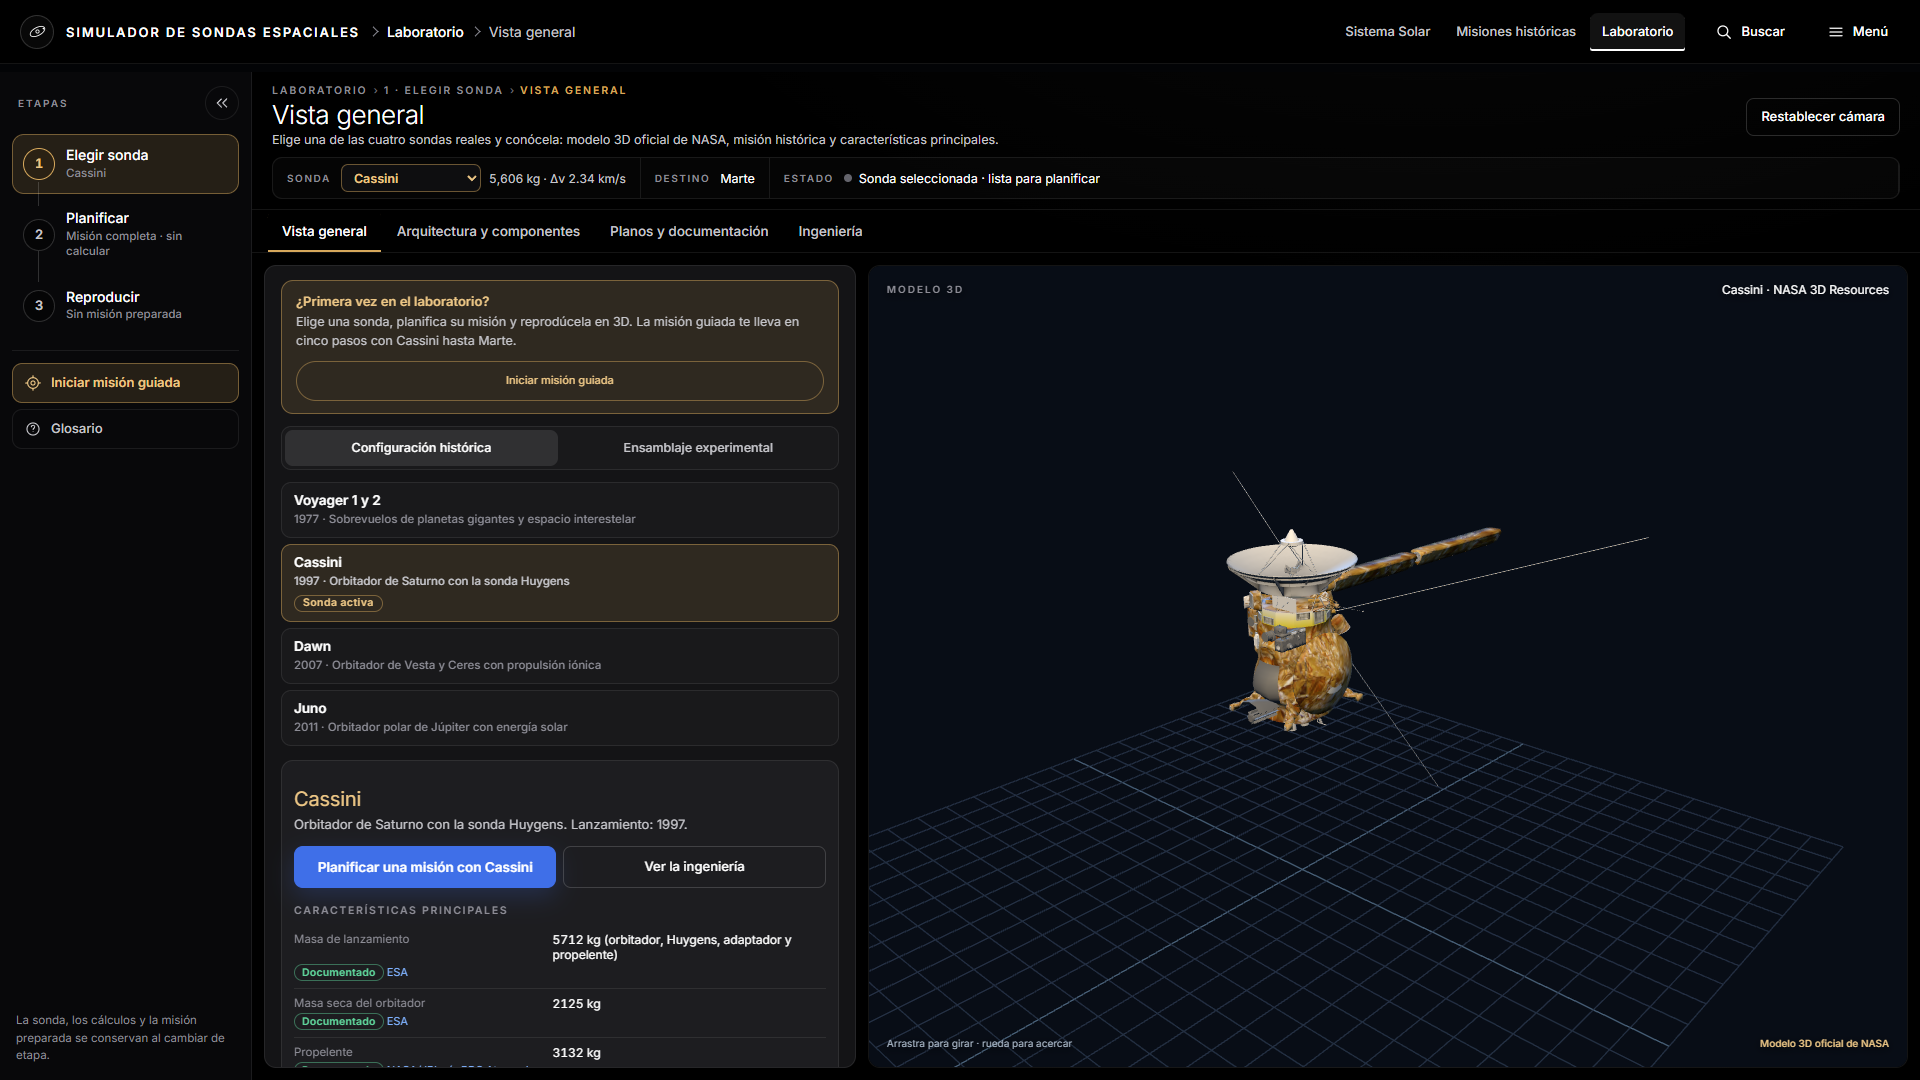 SIMULADOR DE SONDAS ESPACIALES
Laboratorio
Vista general
Sistema Solar
Misiones históricas
Laboratorio
Buscar
Menú
ETAPAS
1
Elegir sonda
Cassini
2
Planificar
Misión completa · sin
calcular
3
Reproducir
Sin misión preparada
Iniciar misión guiada
Glosario
La sonda, los cálculos y la misión
preparada se conservan al cambiar de
etapa.
LABORATORIO › 1 · ELEGIR SONDA › VISTA GENERAL
Vista general
Elige una de las cuatro sondas reales y conócela: modelo 3D oficial de NASA, misión histórica y características principales.
Restablecer cámara
SONDA
Cassini
5,606 kg · Δv 2.34 km/s
DESTINO
Marte
ESTADO
Sonda seleccionada · lista para planificar
Vista general
Arquitectura y componentes
Planos y documentación
Ingeniería
¿Primera vez en el laboratorio?
Elige una sonda, planifica su misión y reprodúcela en 3D. La misión guiada te lleva en
cinco pasos con Cassini hasta Marte.
Iniciar misión guiada
Configuración histórica
Ensamblaje experimental
Voyager 1 y 2
1977 · Sobrevuelos de planetas gigantes y espacio interestelar
Cassini
1997 · Orbitador de Saturno con la sonda Huygens
Sonda activa
Dawn
2007 · Orbitador de Vesta y Ceres con propulsión iónica
Juno
2011 · Orbitador polar de Júpiter con energía solar
Cassini
Orbitador de Saturno con la sonda Huygens. Lanzamiento: 1997.
Planificar una misión con Cassini
Ver la ingeniería
CARACTERÍSTICAS PRINCIPALES
Masa de lanzamiento
5712 kg (orbitador, Huygens, adaptador y
propelente)
Documentado
ESA
Masa seca del orbitador
2125 kg
Documentado
ESA
Propelente
3132 kg
MODELO 3D
Cassini · NASA 3D Resources
Arrastra para girar · rueda para acercar
Modelo 3D oficial de NASA